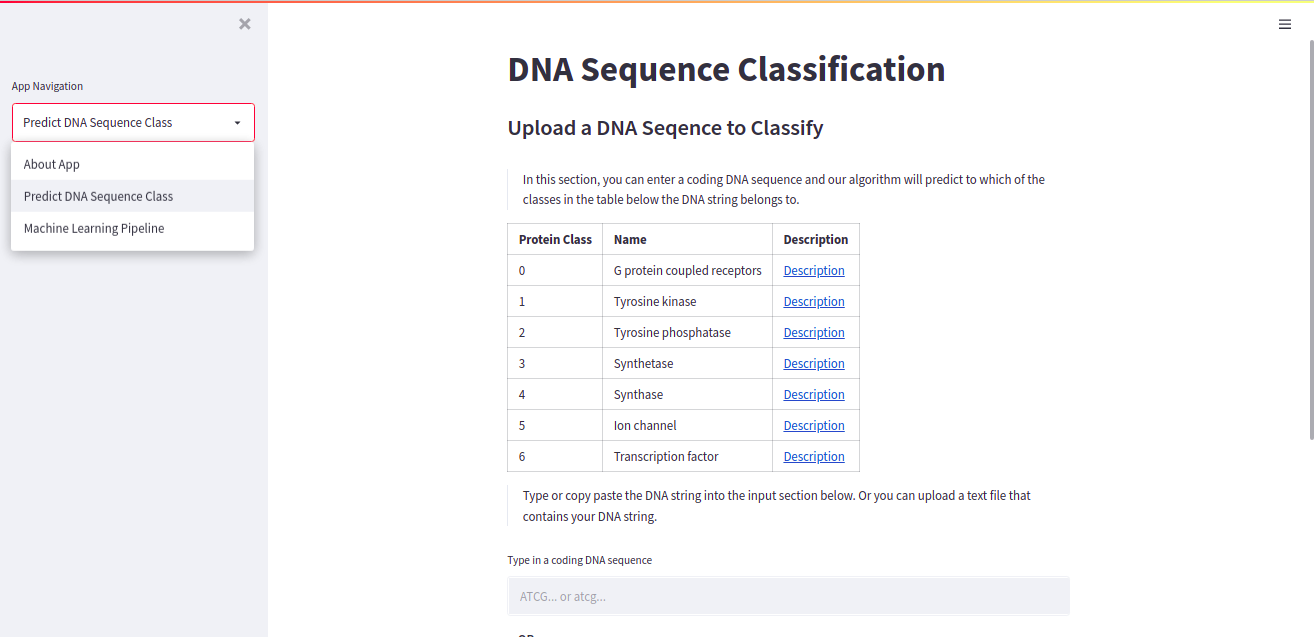 App Navigation
Predict DNA Sequence Class
About App
Predict DNA Sequence Class
Machine Learning Pipeline
DNA Sequence Classification
Upload a DNA Seqence to Classify
In this section, you can enter a coding DNA sequence and our algorithm will predict to which of the
classes in the table below the DNA string belongs to.
Protein Class Name Description
0 G protein coupled receptors Description
1 Tyrosine kinase Description
2 Tyrosine phosphatase Description
3 Synthetase Description
4 Synthase Description
5 Ion channel Description
6 Transcription factor Description
Type or copy paste the DNA string into the input section below. Or you can upload a text file that
contains your DNA string.
Type in a coding DNA sequence
ATCG... or atcg...